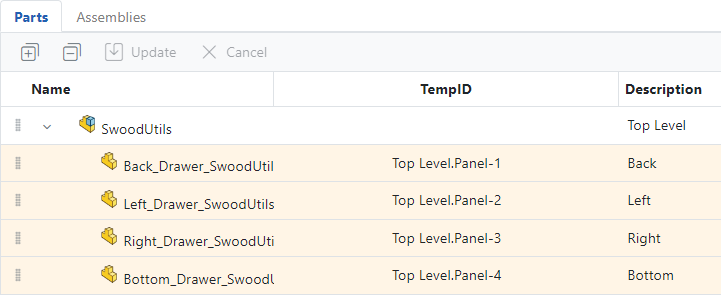 Parts Assemblies
Update Cancel
Name TempID Description
SwoodUtils Top Level
Back_Drawer_SwoodUtil Top Level.Panel-1 Back
Left_Drawer_SwoodUtils Top Level.Panel-2 Left
Right_Drawer_SwoodUti Top Level.Panel-3 Right
Bottom_Drawer_SwoodU Top Level.Panel-4 Bottom